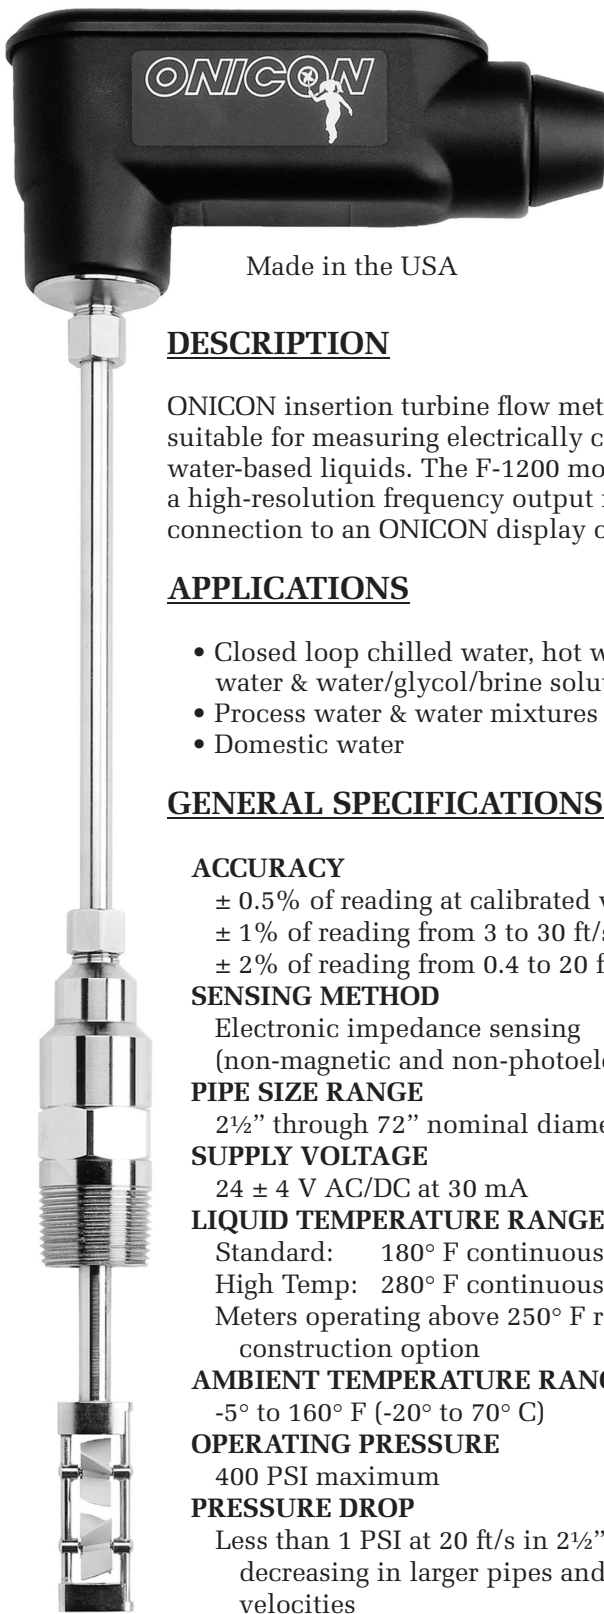 ONICON
Made in the USA
DESCRIPTION
ONICON insertion turbine flow met
suitable for measuring electrically c
water-based liquids. The F-1200 mo
a high-resolution frequency output
connection to an ONICON display
APPLICATIONS
• Closed loop chilled water, hot w
water & water/glycol/brine solu
• Process water & water mixtures
• Domestic water
GENERAL SPECIFICATIONS
ACCURACY
± 0.5% of reading at calibrated
± 1% of reading from 3 to 30 ft/s
± 2% of reading from 0.4 to 20 f
SENSING METHOD
Electronic impedance sensing
(non-magnetic and non-photoele
PIPE SIZE RANGE
2½” through 72” nominal diame
SUPPLY VOLTAGE
24 ± 4 V AC/DC at 30 mA
LIQUID TEMPERATURE RANGE
Standard: 180° F continuous
High Temp: 280° F continuous
Meters operating above 250° F r
construction option
AMBIENT TEMPERATURE RANG
-5° to 160° F (-20° to 70° C)
OPERATING PRESSURE
400 PSI maximum
PRESSURE DROP
Less than 1 PSI at 20 ft/s in 2½”
decreasing in larger pipes and
velocities